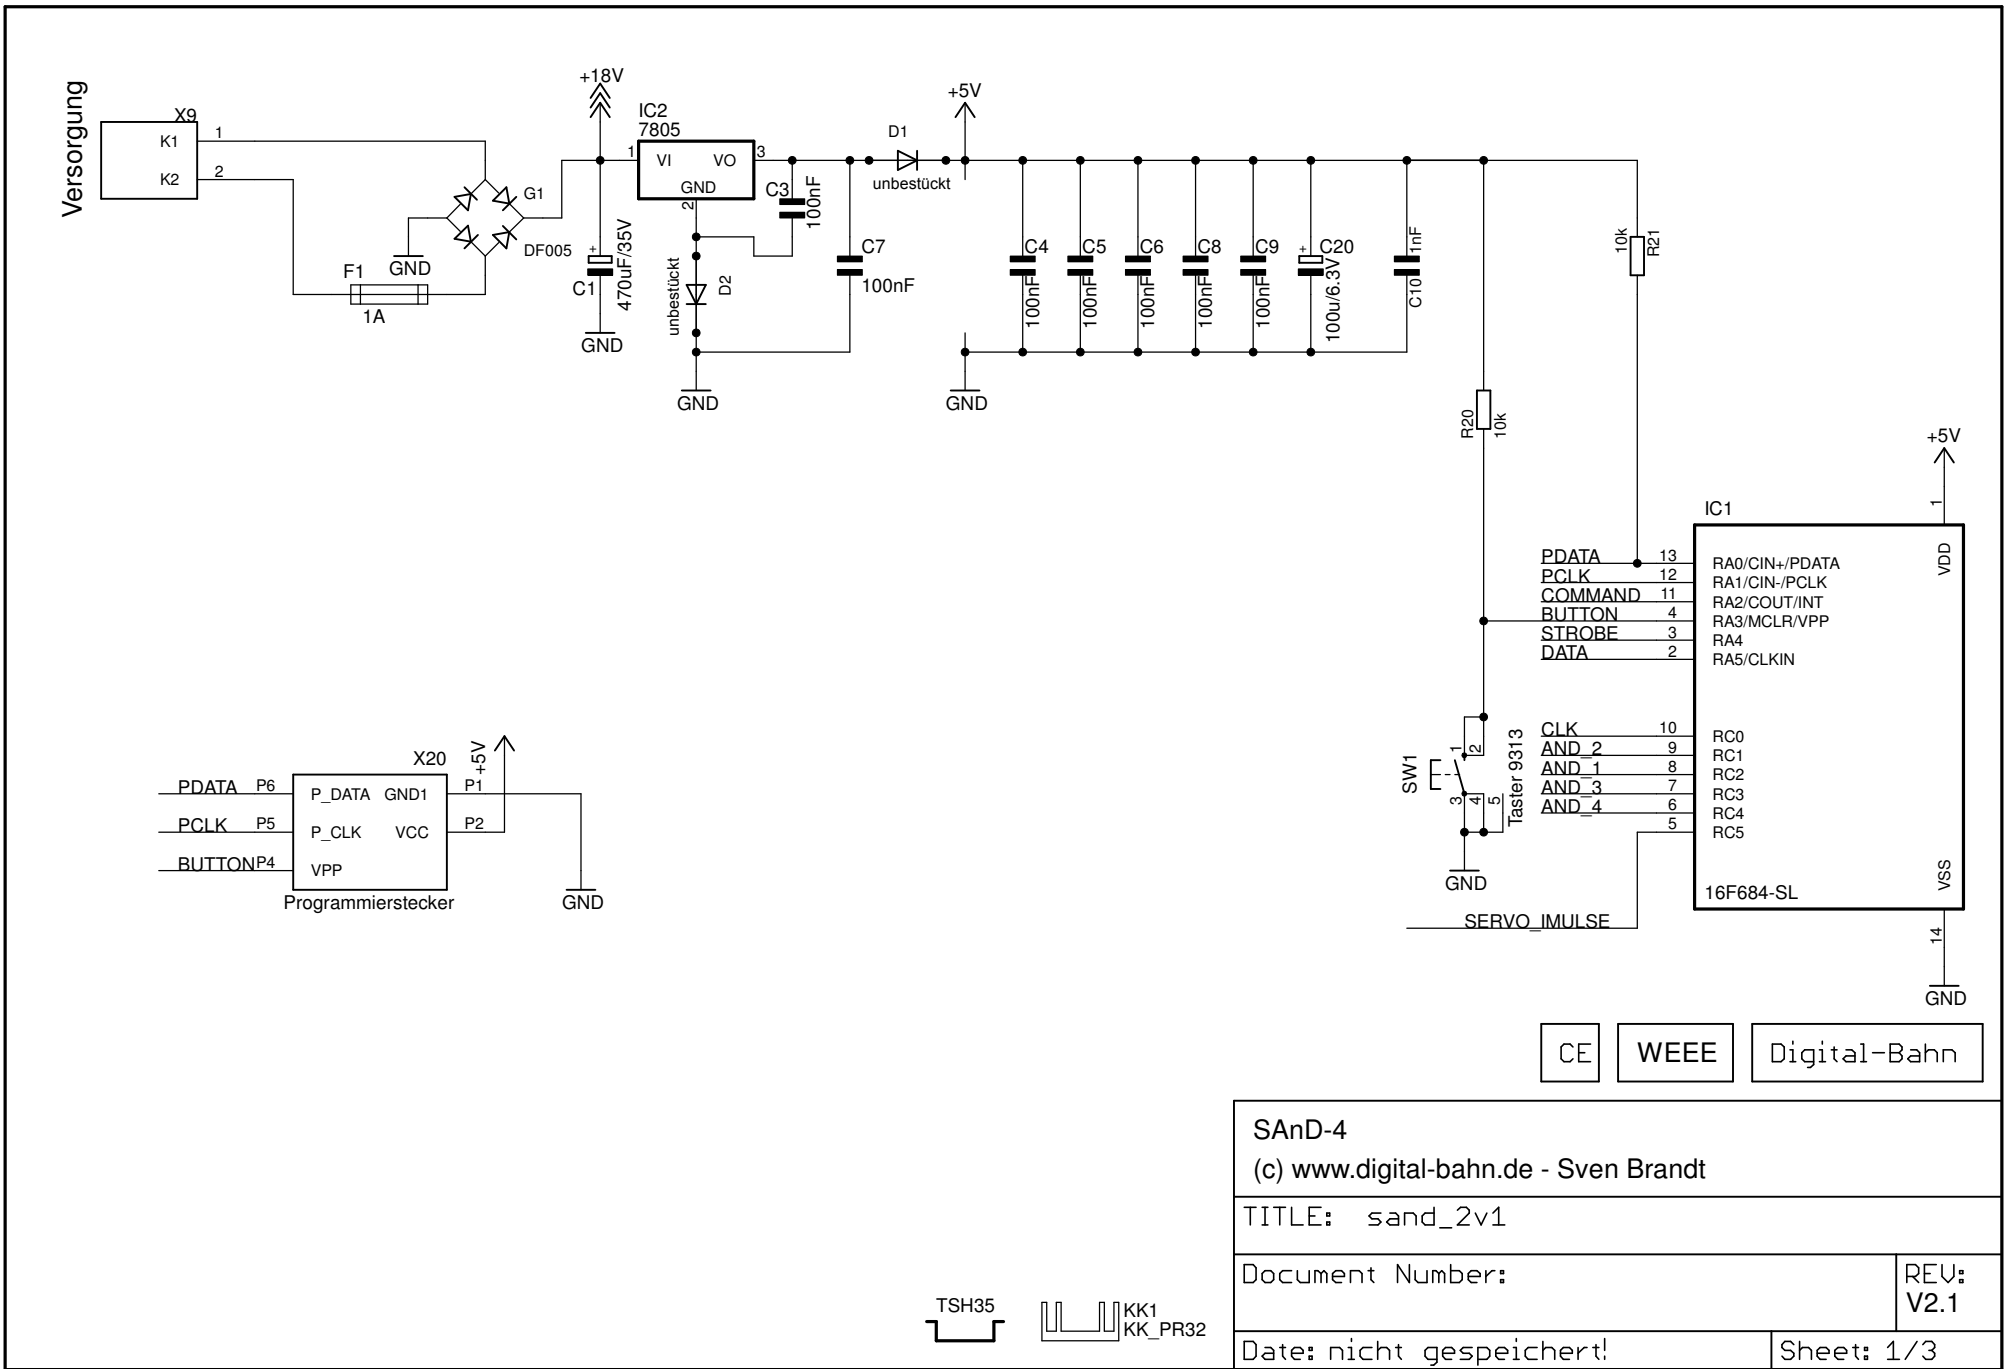 Versorgung
X9
K1
1
K2
2
G1
DF005
GND
F1
1A
+18V
C1
470uF/35V
GND
IC2
7805
1
VI
VO
3
GND
2
C3
100nF
unbestückt
D2
GND
C7
100nF
D1
unbestückt
+5V
C4
100nF
C5
100nF
C6
100nF
C8
100nF
C9
100nF
C20
100u/6.3V
1nF
C10
GND
10k
R21
R20
10k
+5V
1
IC1
VDD
PDATA 13 RA0/CIN+/PDATA
PCLK 12 RA1/CIN-/PCLK
COMMAND 11 RA2/COUT/INT
BUTTON 4 RA3/MCLR/VPP
STROBE 3 RA4
DATA 2 RA5/CLKIN
CLK 10 RC0
AND_2 9 RC1
AND_1 8 RC2
AND_3 7 RC3
AND_4 6 RC4
5 RC5
SERVO_IMULSE
VSS
16F684-SL
14
GND
SW1
1
2
3
4
5
Taster 9313
GND
X20
+5V
PDATA P6 P_DATA GND1 P1
PCLK P5 P_CLK VCC P2
BUTTON P4 VPP
Programmierstecker
GND
CE
WEEE
Digital-Bahn
SAnD-4
(c) www.digital-bahn.de - Sven Brandt
TITLE: sand_2v1
Document Number:
REV:
V2.1
Date: nicht gespeichert!
Sheet: 1/3
TSH35
KK1
KK_PR32